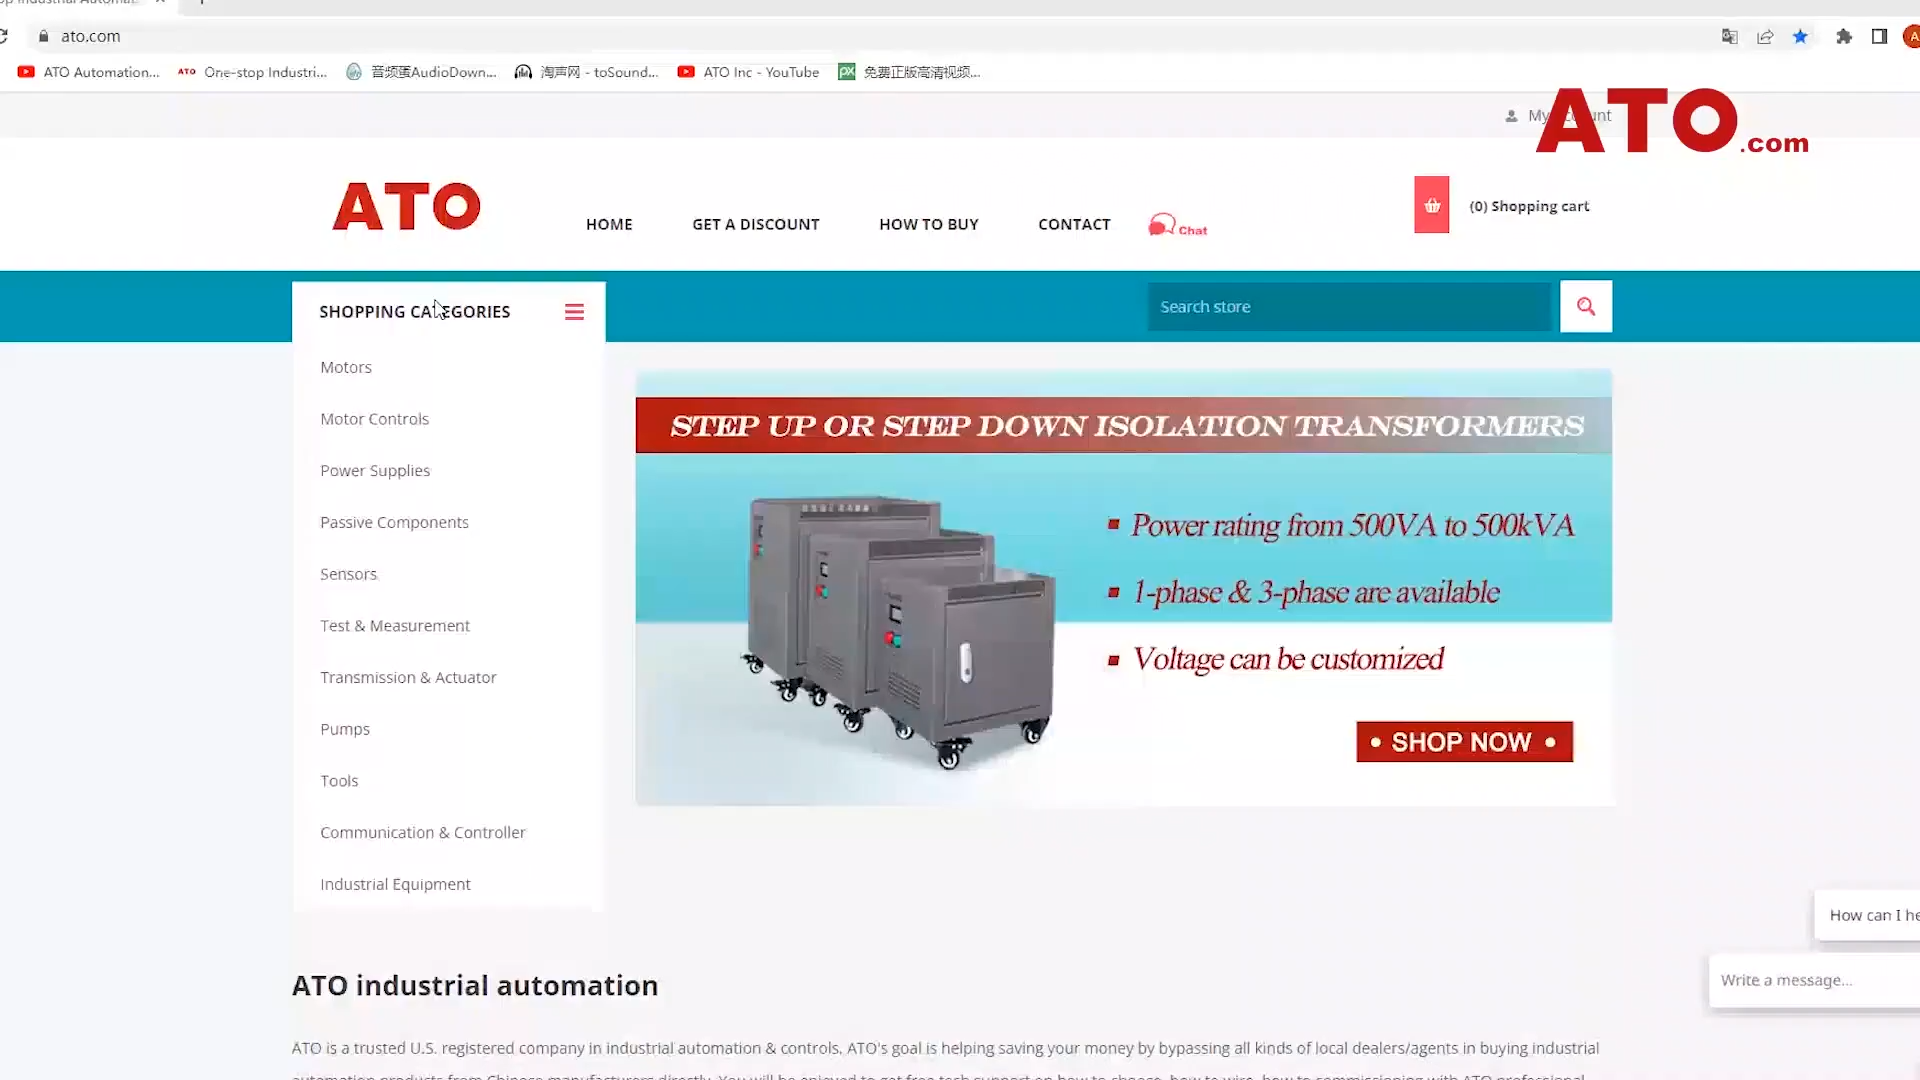 ato.com
ATO Automation...
ATO One-stop Industri...
音频蛋AudioDown...
淘声网 - toSound...
ATO Inc - YouTube
px 免费正版高清视频...
ATO.com
ATO
HOME
GET A DISCOUNT
HOW TO BUY
CONTACT
Chat
(0) Shopping cart
SHOPPING CATEGORIES
Search store
Motors
Motor Controls
Power Supplies
Passive Components
Sensors
Test & Measurement
Transmission & Actuator
Pumps
Tools
Communication & Controller
Industrial Equipment
STEP UP OR STEP DOWN ISOLATION TRANSFORMERS
Power rating from 500VA to 500kVA
1-phase & 3-phase are available
Voltage can be customized
SHOP NOW
How can I he
Write a message...
ATO industrial automation
ATO is a trusted U.S. registered company in industrial automation & controls. ATO's goal is helping saving your money by bypassing all kinds of local dealers/agents in buying industrial